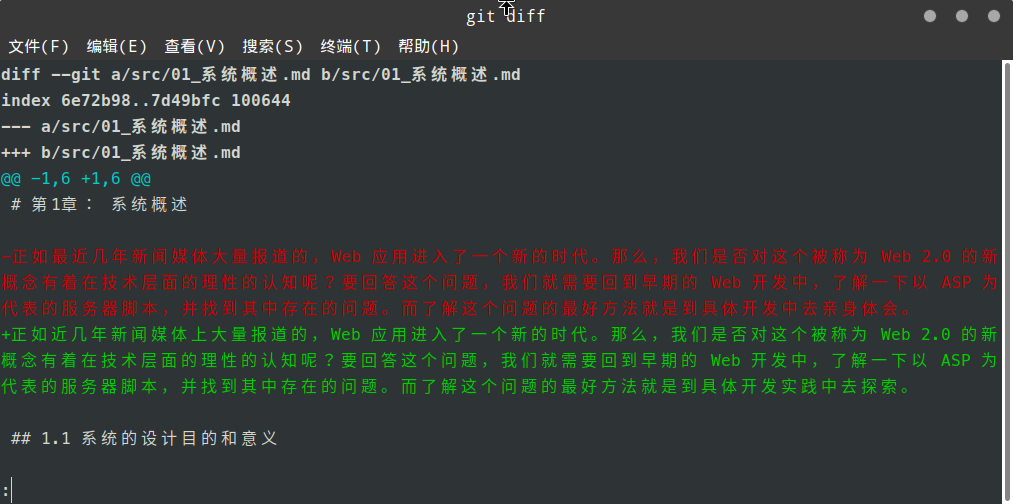 git diff
文件(F) 编辑(E) 查看(V) 搜索(S) 终端(T) 帮助(H)
diff --git a/src/01_系统概述.md b/src/01_系统概述.md
index 6e72b98..7d49bfc 100644
--- a/src/01_系统概述.md
+++ b/src/01_系统概述.md
@@ -1,6 +1,6 @@
# 第1章： 系统概述
-正如最近几年新闻媒体大量报道的，Web 应用进入了一个新的时代。那么，我们是否对这个被称为 Web 2.0 的新
概念有着在技术层面的理性的认知呢？要回答这个问题，我们就需要回到早期的 Web 开发中，了解一下以 ASP 为
代表的服务器脚本，并找到其中存在的问题。而了解这个问题的最好方法就是到具体开发中去亲身体会。
+正如近几年新闻媒体上大量报道的，Web 应用进入了一个新的时代。那么，我们是否对这个被称为 Web 2.0 的新
概念有着在技术层面的理性的认知呢？要回答这个问题，我们就需要回到早期的 Web 开发中，了解一下以 ASP 为
代表的服务器脚本，并找到其中存在的问题。而了解这个问题的最好方法就是到具体开发实践中去探索。
## 1.1 系统的设计目的和意义
: